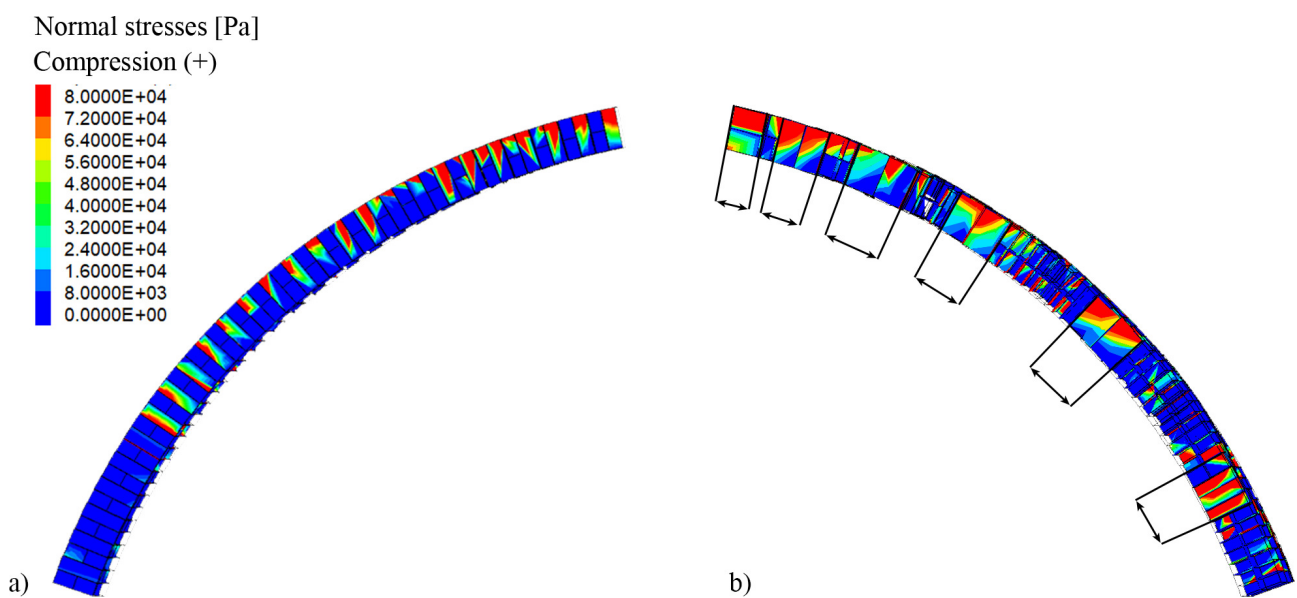 Normal stresses [Pa]
Compression (+)
8.0000E+04
7.2000E+04
6.4000E+04
5.6000E+04
4.8000E+04
4.0000E+04
3.2000E+04
2.4000E+04
1.6000E+04
8.0000E+03
0.0000E+00
a)
b)